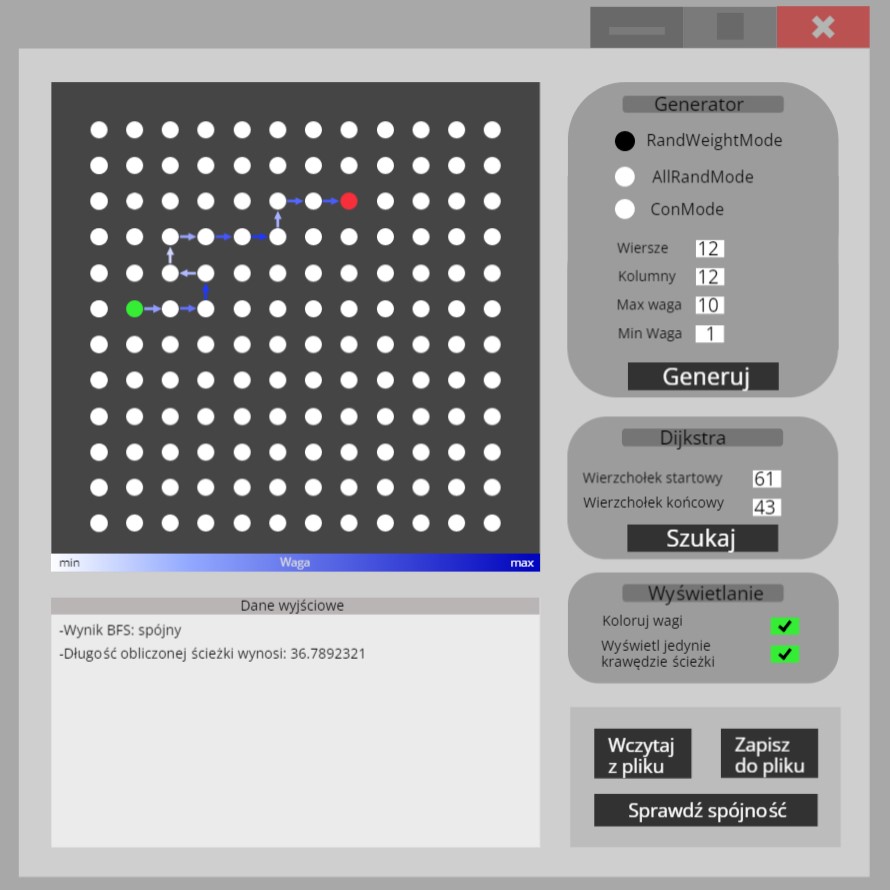 Generator
RandWeightMode
AllRandMode
ConMode
Wiersze 12
Kolumny 12
Max waga 10
Min Waga 1
Generuj
Dijkstra
Wierzchołek startowy 61
Wierzchołek końcowy 43
Szukaj
min Waga max
Wyświetlanie
Koloruj wagi
Wyświetl jedynie
krawędzie ścieżki
Dane wyjściowe
-Wynik BFS: spójny
-Długość obliczonej ścieżki wynosi: 36.7892321
Wczytaj
z pliku
Zapisz
do pliku
Sprawdź spójność